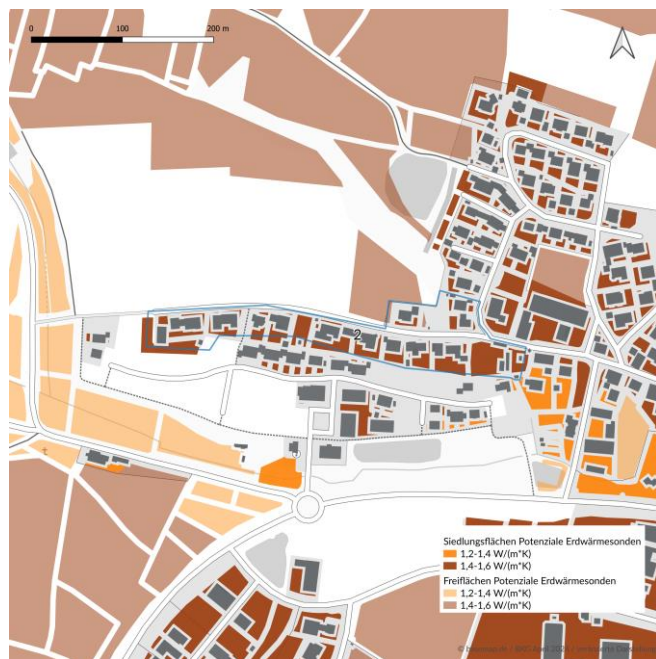 0 100 200 m
2
Siedlungsflächen Potenziale Erdwärmesonden
1,2-1,4 W/(m*K)
1,4-1,6 W/(m*K)
Freiflächen Potenziale Erdwärmesonden
1,2-1,4 W/(m*K)
1,4-1,6 W/(m*K)